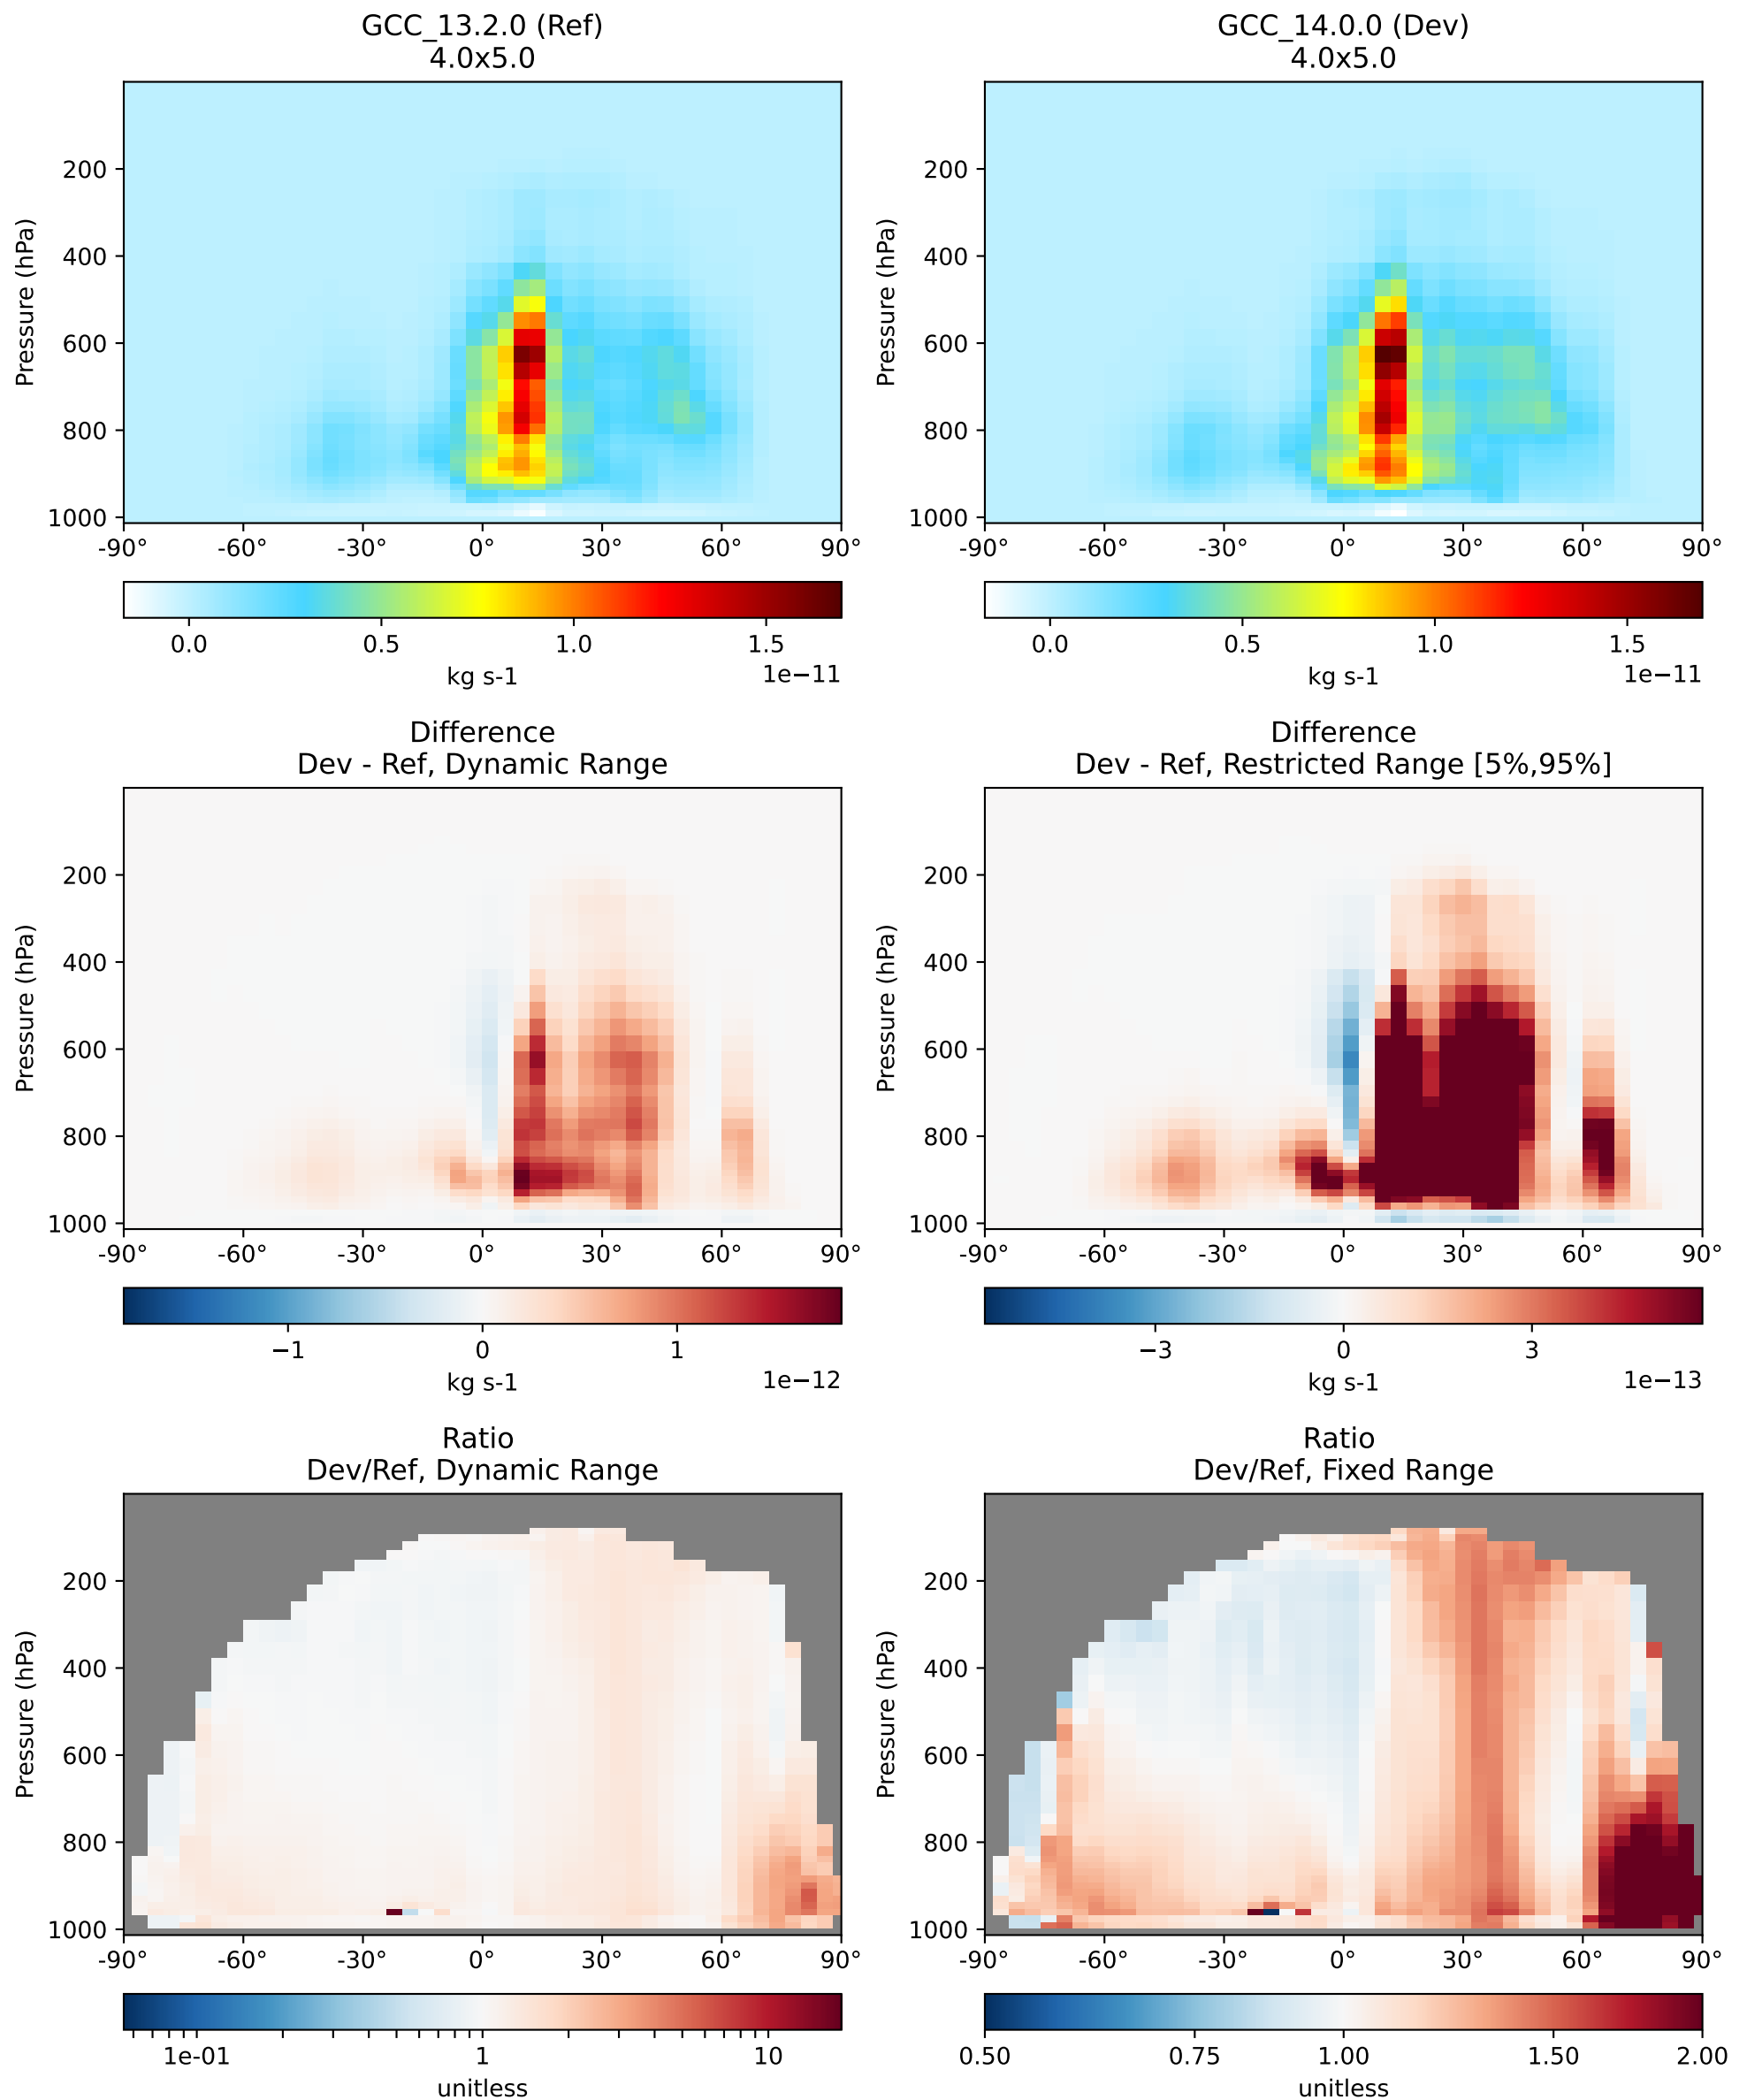 GCC_13.2.0 (Ref)
4.0x5.0
Pressure (hPa)
200
400
600
800
1000
-90° -60° -30° 0° 30° 60° 90°
0.0 0.5 1.0 1.5
kg s-1
1e−11
GCC_14.0.0 (Dev)
4.0x5.0
Pressure (hPa)
200
400
600
800
1000
-90° -60° -30° 0° 30° 60° 90°
0.0 0.5 1.0 1.5
kg s-1
1e−11
Difference
Dev - Ref, Dynamic Range
Pressure (hPa)
200
400
600
800
1000
-90° -60° -30° 0° 30° 60° 90°
−1 0 1
kg s-1
1e−12
Difference
Dev - Ref, Restricted Range [5%,95%]
Pressure (hPa)
200
400
600
800
1000
-90° -60° -30° 0° 30° 60° 90°
−3 0 3
kg s-1
1e−13
Ratio
Dev/Ref, Dynamic Range
Pressure (hPa)
200
400
600
800
1000
-90° -60° -30° 0° 30° 60° 90°
1e-01 1 10
unitless
Ratio
Dev/Ref, Fixed Range
Pressure (hPa)
200
400
600
800
1000
-90° -60° -30° 0° 30° 60° 90°
0.50 0.75 1.00 1.50 2.00
unitless